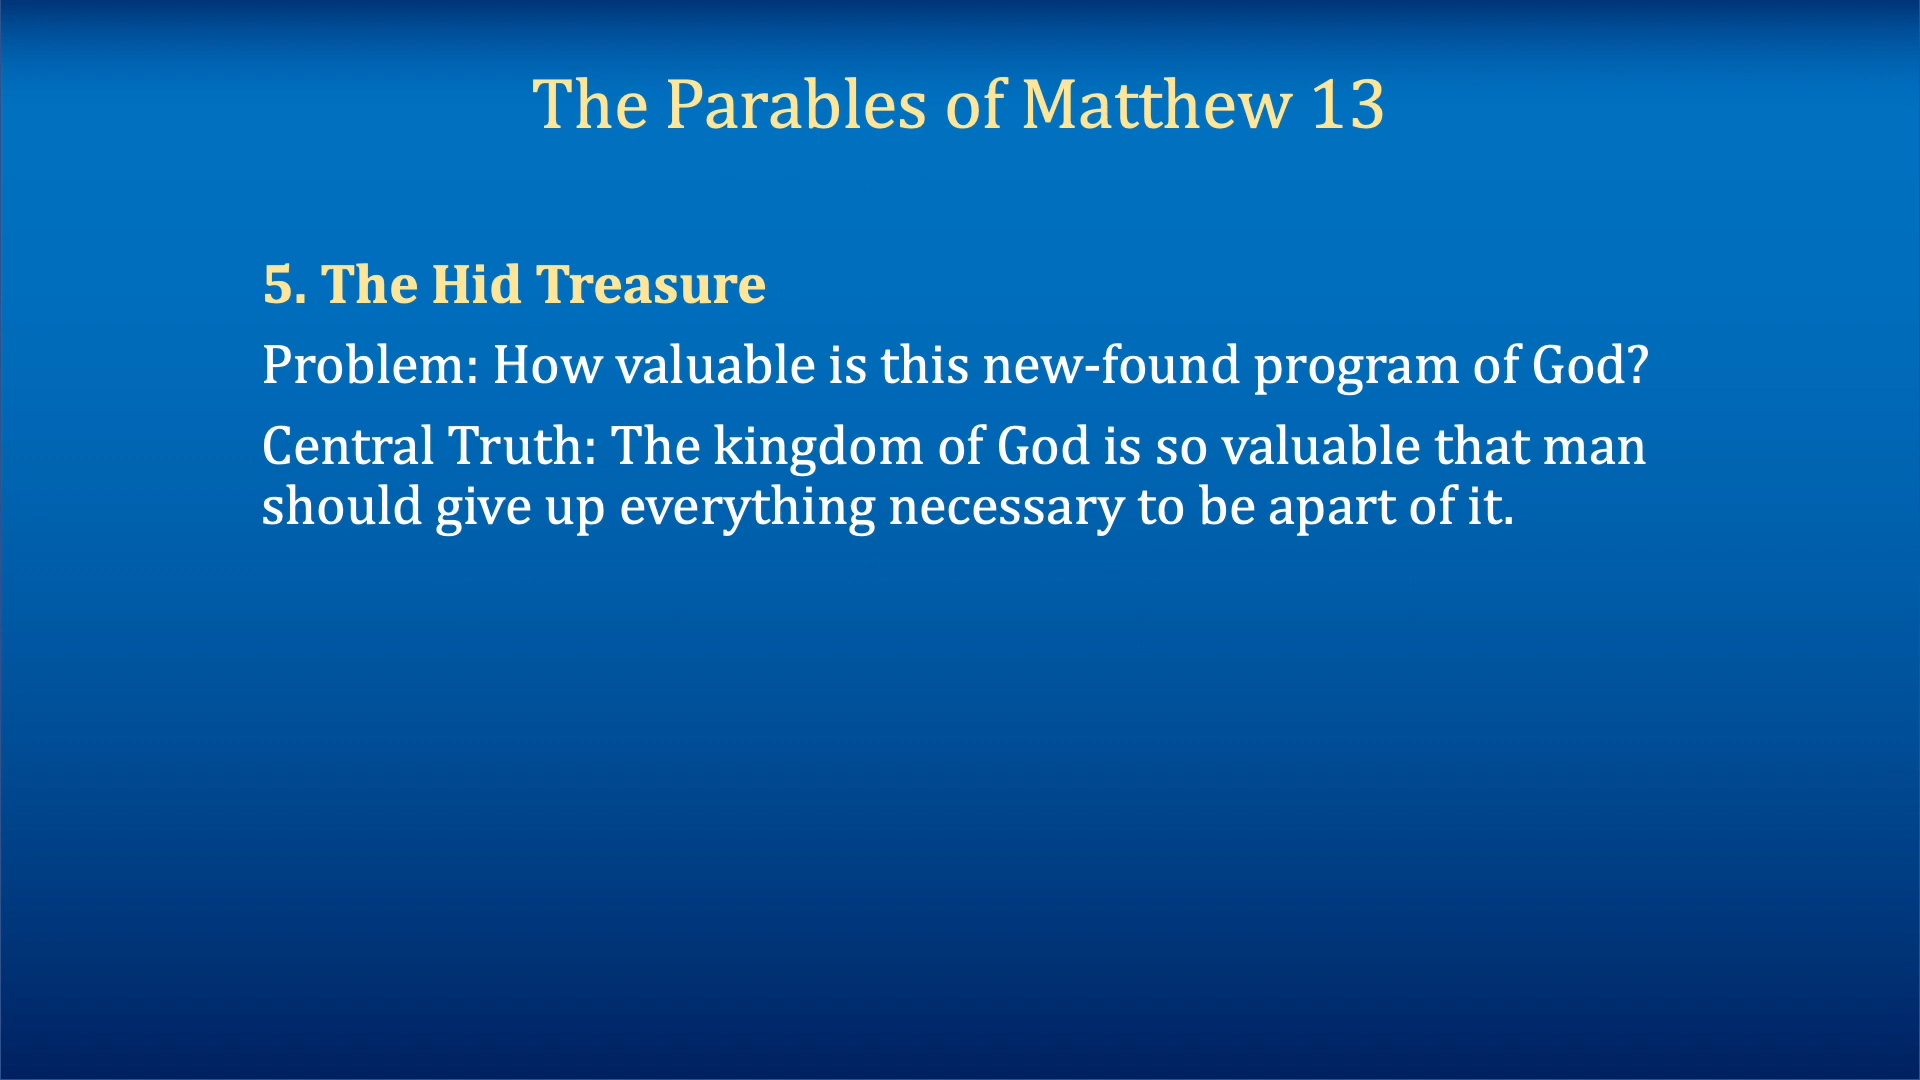 The Parables of Matthew 13
5. The Hid Treasure
Problem: How valuable is this new-found program of God?
Central Truth: The kingdom of God is so valuable that man
should give up everything necessary to be apart of it.